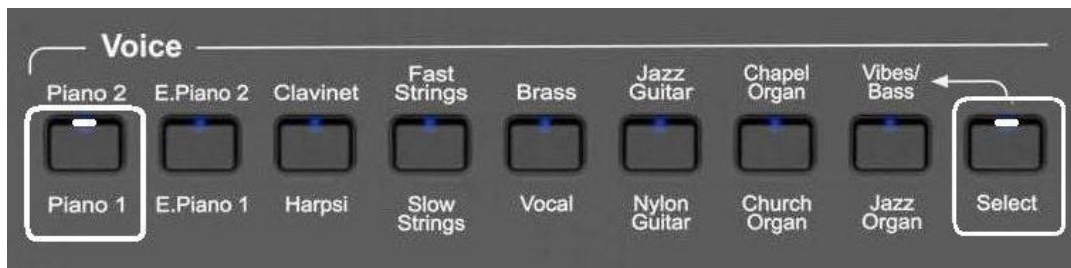 Voice
Piano 2 E.Piano 2 Clavinet Fast Strings Brass Jazz Guitar Chapel Organ Vibes/ Bass
Piano 1 E.Piano 1 Harpsi Slow Strings Vocal Nylon Guitar Church Organ Jazz Organ Select